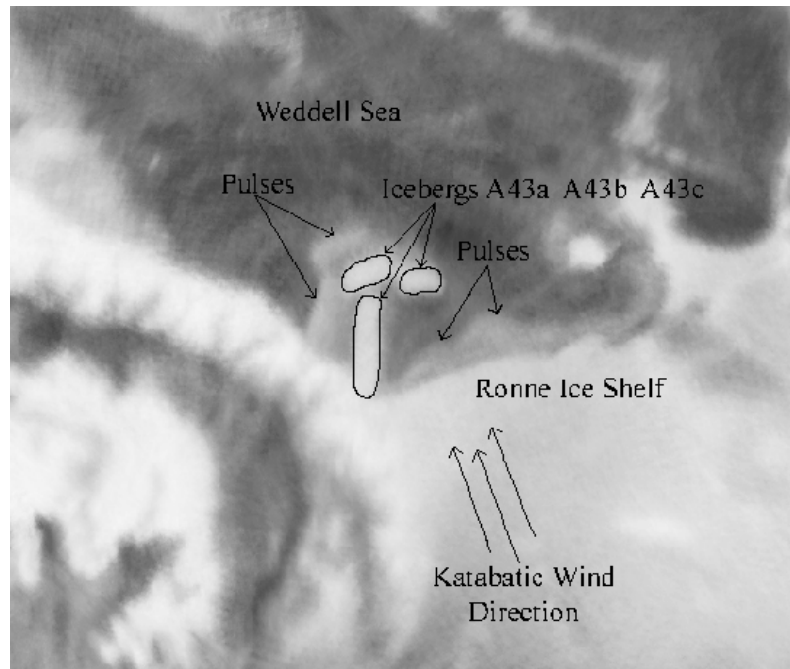 Weddell Sea
Pulses
Icebergs A43a A43b A43c
Pulses
Ronne Ice Shelf
Katabatic Wind
Direction